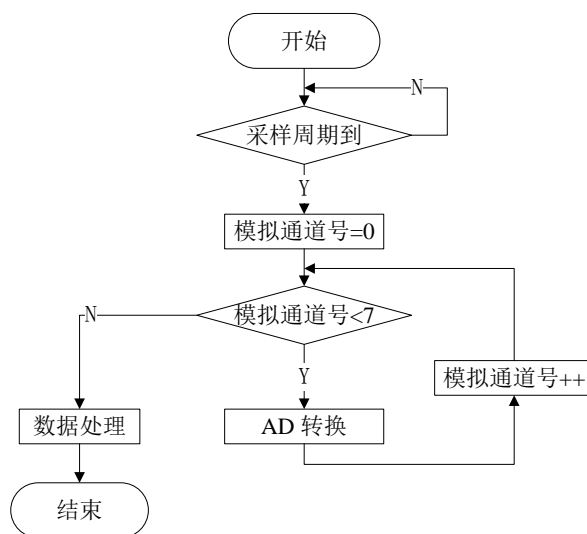 开始
N
采样周期到
Y
模拟通道号=0
N
模拟通道号<7
Y
模拟通道号++
数据处理
AD 转换
结束